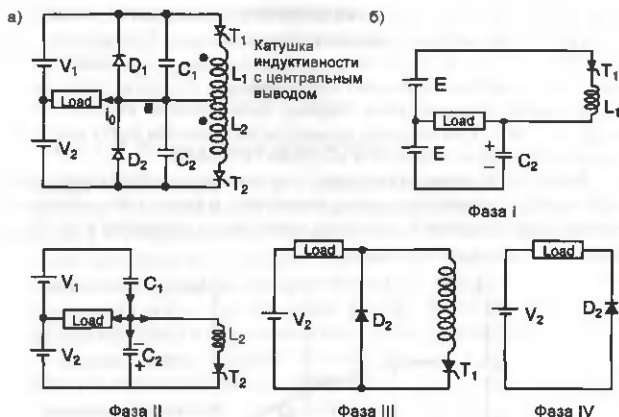 а)
T1
V1
D1
C1
L1
Катушка
индуктивности
с центральным
выводом
Load
i0
V2
D2
C2
L2
T2
б)
E
T1
L1
Load
E
+
C2
−
Фаза I
V1
C1
Load
V2
−
C2
+
L2
T2
Фаза II
Load
V2
D2
T1
Фаза III
Load
V2
D2
Фаза IV